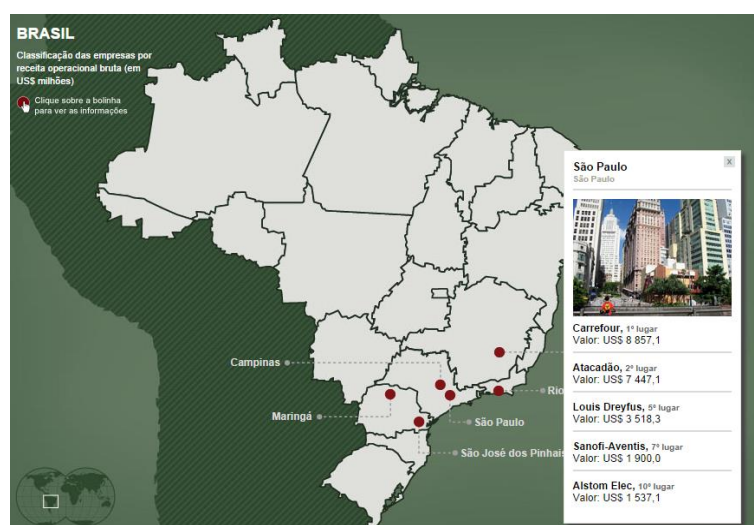 BRASIL
Classificação das empresas por
receita operacional bruta (em
US$ milhões)
Clique sobre a bolinha
para ver as informações
Campinas
Maringá
Rio
São Paulo
São José dos Pinhais
x
São Paulo
São Paulo
Carrefour, 1º lugar
Valor: US$ 8 857,1
Atacadão, 2º lugar
Valor: US$ 7 447,1
Louis Dreyfus, 5º lugar
Valor: US$ 3 518,3
Sanofi-Aventis, 7º lugar
Valor: US$ 1 900,0
Alstom Elec, 10º lugar
Valor: US$ 1 537,1